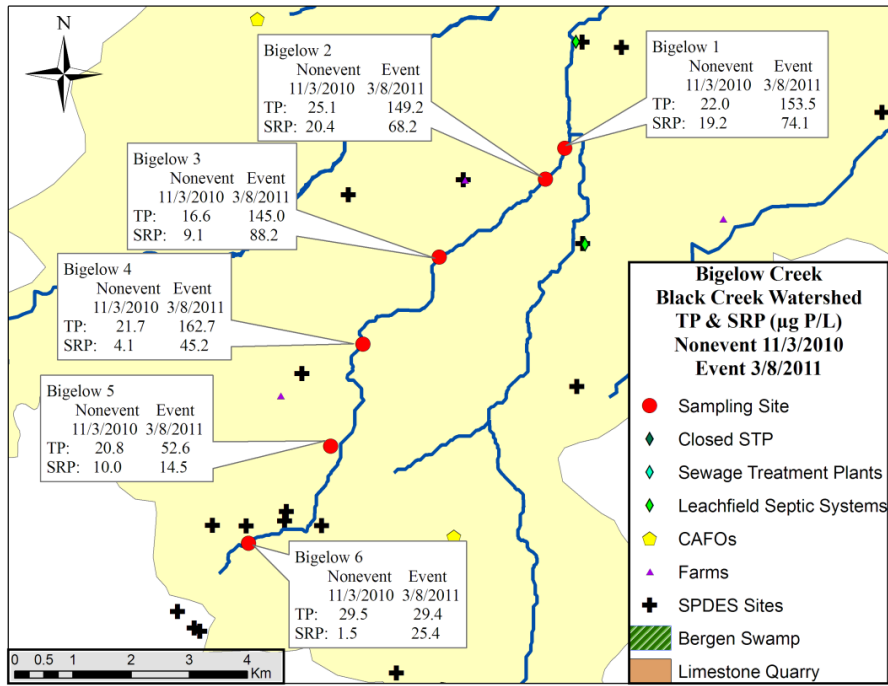 N
Bigelow 2
Nonevent Event
11/3/2010 3/8/2011
TP: 25.1 149.2
SRP: 20.4 68.2
Bigelow 1
Nonevent Event
11/3/2010 3/8/2011
TP: 22.0 153.5
SRP: 19.2 74.1
Bigelow 3
Nonevent Event
11/3/2010 3/8/2011
TP: 16.6 145.0
SRP: 9.1 88.2
Bigelow 4
Nonevent Event
11/3/2010 3/8/2011
TP: 21.7 162.7
SRP: 4.1 45.2
Bigelow 5
Nonevent Event
11/3/2010 3/8/2011
TP: 20.8 52.6
SRP: 10.0 14.5
Bigelow 6
Nonevent Event
11/3/2010 3/8/2011
TP: 29.5 29.4
SRP: 1.5 25.4
Bigelow Creek
Black Creek Watershed
TP & SRP (µg P/L)
Nonevent 11/3/2010
Event 3/8/2011
Sampling Site
Closed STP
Sewage Treatment Plants
Leachfield Septic Systems
CAFOs
Farms
SPDES Sites
Bergen Swamp
Limestone Quarry
0 0.5 1 2 3 4
Km